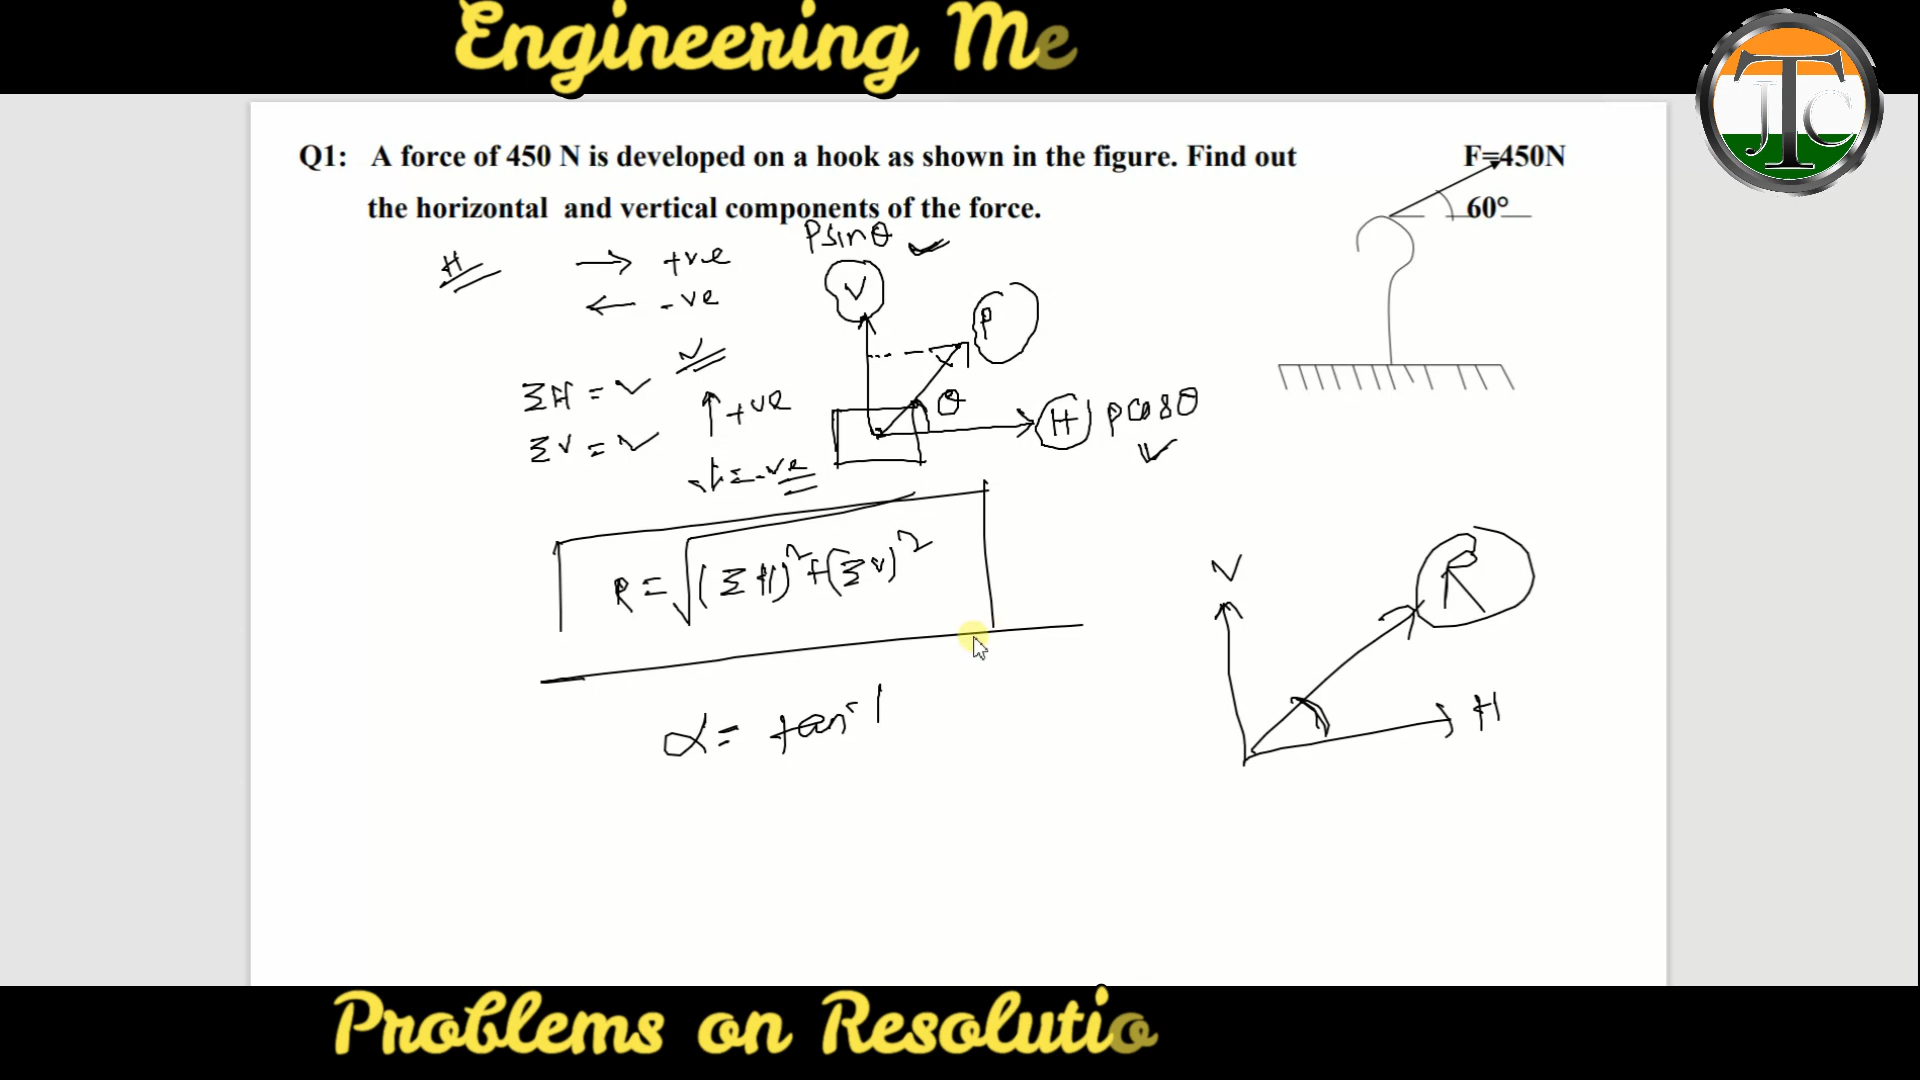 Engineering Me
JTC
Q1: A force of 450 N is developed on a hook as shown in the figure. Find out
the horizontal and vertical components of the force.
F=450N
60°
H
→ +ve
← -ve
V
ΣH = ✓
ΣV = ✓
↑ +ve
↓ = -ve
Psinθ ✓
V
P
θ
H Pcosθ
✓
R = √(ΣH)²+(ΣV)²
α = tan⁻¹
V
R
H
Problems on Resolutio